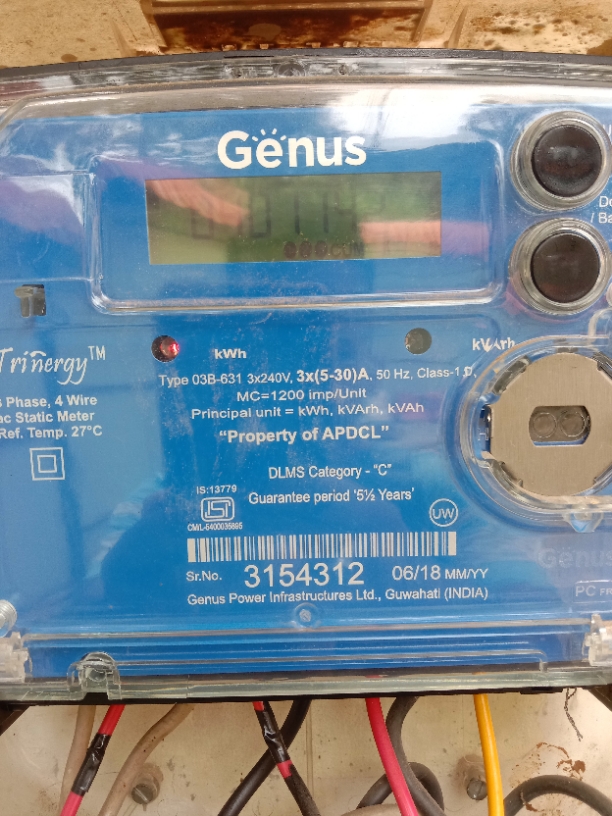 Genus
kWh
kVArh
Trinergy™
Type 03B-631 3x240V, 3x(5-30)A, 50 Hz, Class-1.0,
MC=1200 imp/Unit
Principal unit = kWh, kVArh, kVAh
Phase, 4 Wire
Static Meter
Ref. Temp. 27°C
"Property of APDCL"
DLMS Category - "C"
Guarantee period '5½ Years'
IS:13779
ISI
UW
Sr.No. 3154312 06/18 MM/YY
Genus Power Infrastructures Ltd., Guwahati (INDIA)
Genus
PC